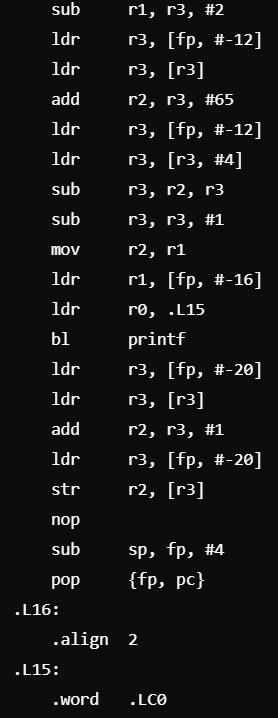 sub r1, r3, #2
ldr r3, [fp, #-12]
ldr r3, [r3]
add r2, r3, #65
ldr r3, [fp, #-12]
ldr r3, [r3, #4]
sub r3, r2, r3
sub r3, r3, #1
mov r2, r1
ldr r1, [fp, #-16]
ldr r0, .L15
bl printf
ldr r3, [fp, #-20]
ldr r3, [r3]
add r2, r3, #1
ldr r3, [fp, #-20]
str r2, [r3]
nop
sub sp, fp, #4
pop {fp, pc}
.L16:
.align 2
.L15:
.word .LC0